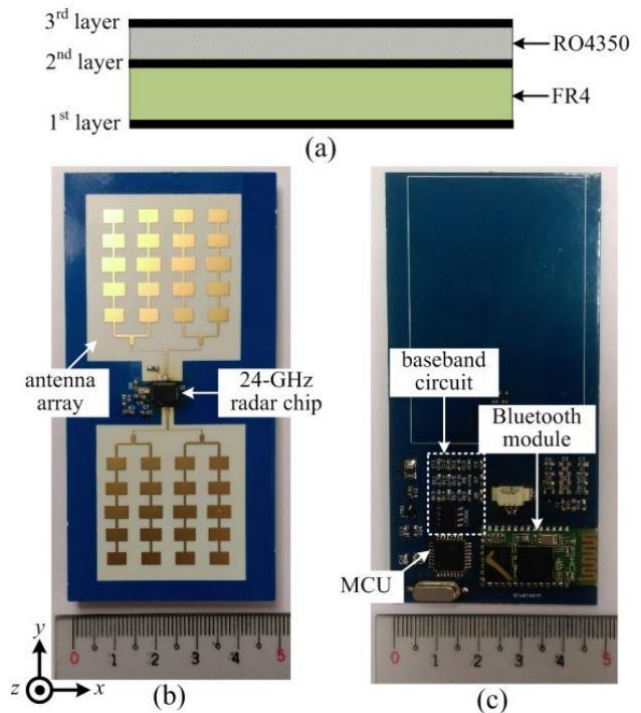 3rd layer
RO4350
2nd layer
FR4
1st layer
(a)
antenna
array
24-GHz
radar chip
baseband
circuit
Bluetooth
module
MCU
Bluetooth
0 1 2 3 4 5
0 1 2 3 4 5
y
z
x
(b)
(c)